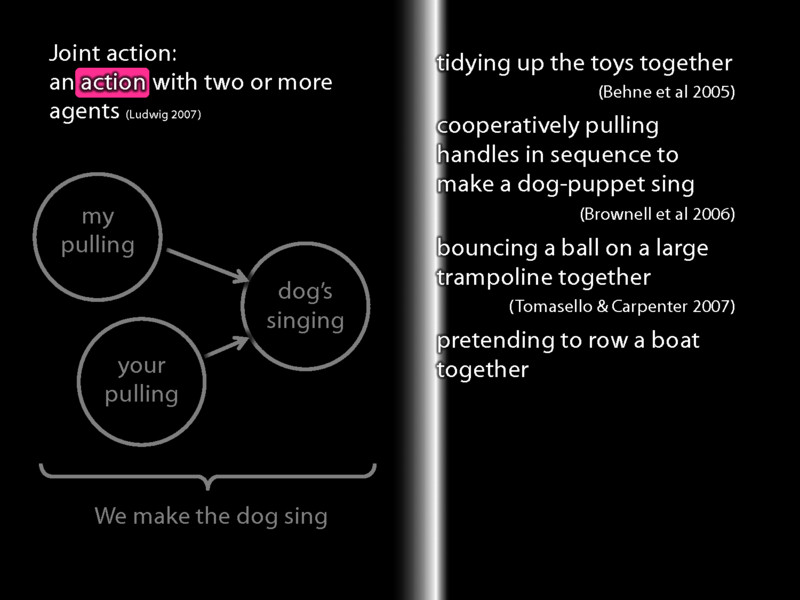 Joint action:
an action with two or more
agents (Ludwig 2007)
my
pulling
dog's
singing
your
pulling
We make the dog sing
tidying up the toys together
(Behne et al 2005)
cooperatively pulling
handles in sequence to
make a dog-puppet sing
(Brownell et al 2006)
bouncing a ball on a large
trampoline together
(Tomasello & Carpenter 2007)
pretending to row a boat
together